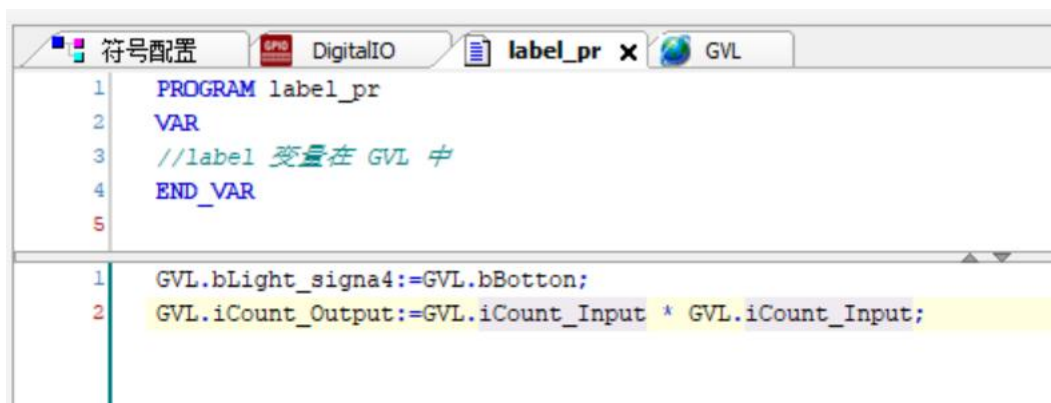 符号配置 GPIO DigitalIO label_pr x GVL
1 PROGRAM label_pr
2 VAR
3 //label 变量在 GVL 中
4 END_VAR
5
1 GVL.bLight_signa4:=GVL.bBotton;
2 GVL.iCount_Output:=GVL.iCount_Input * GVL.iCount_Input;